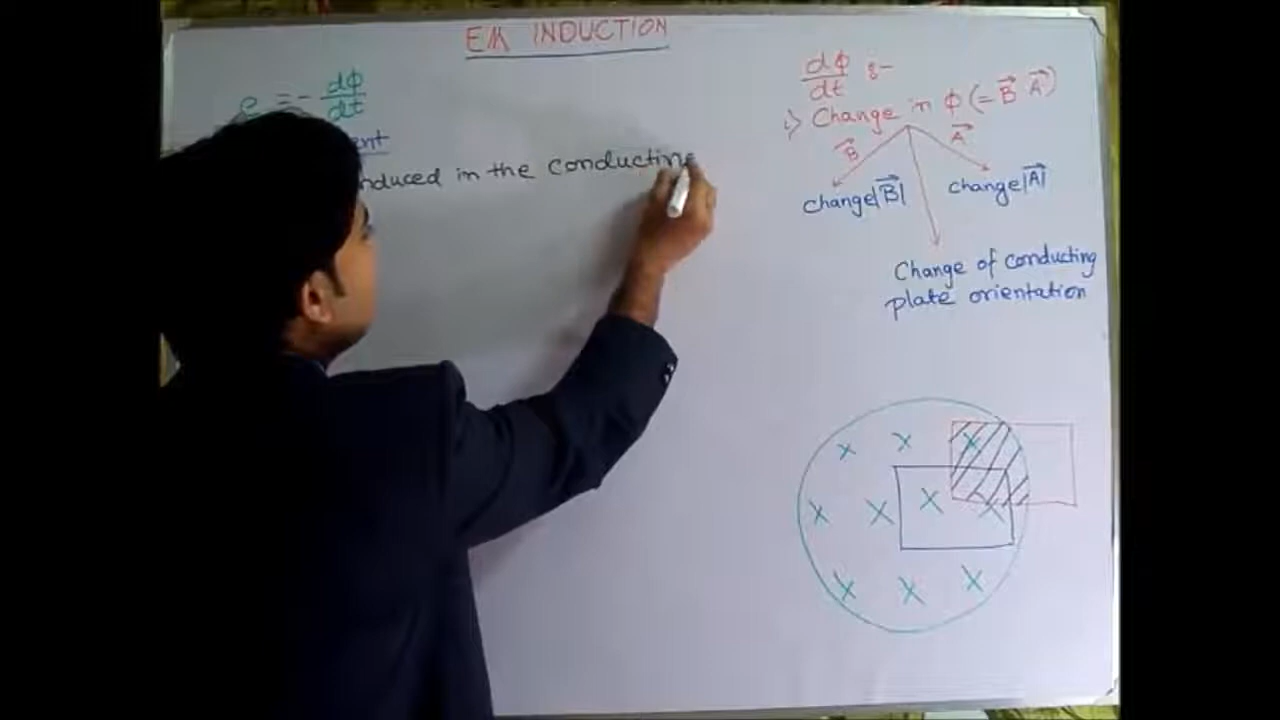 EM INDUCTION
e = - dφ/dt
nduced in the conducting
dφ/dt :-
i) Change in φ (= B⃗ A⃗)
B⃗ A⃗
change|B⃗| change|A⃗|
Change of conducting
plate orientation
x x x
x x x x
x x x